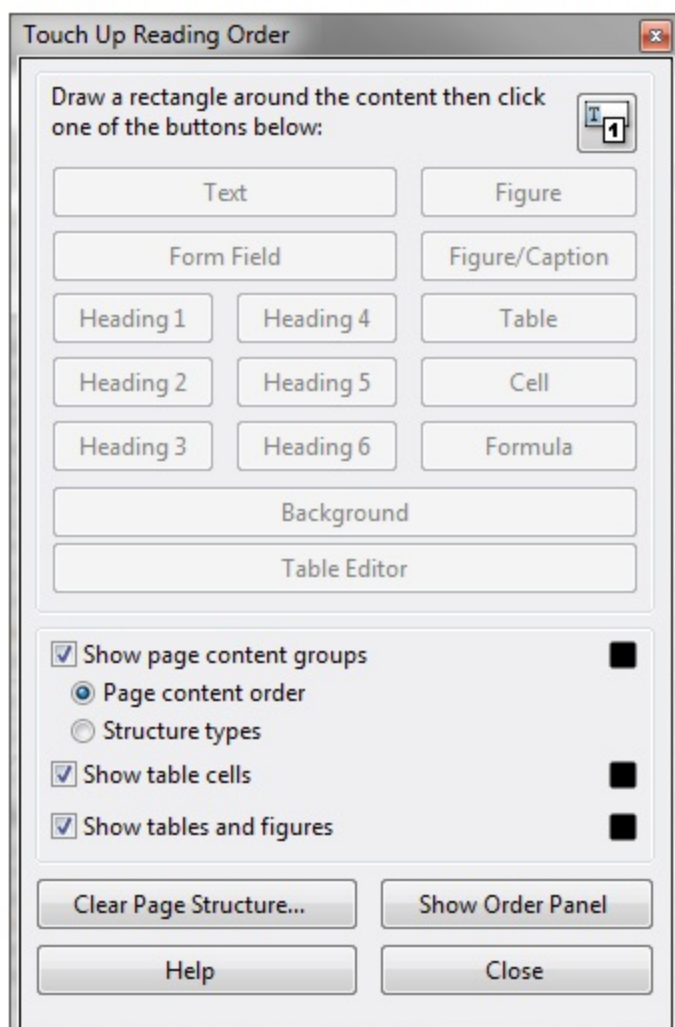 Touch Up Reading Order
Draw a rectangle around the content then click
one of the buttons below:
T
1
Text
Figure
Form Field
Figure/Caption
Heading 1
Heading 4
Table
Heading 2
Heading 5
Cell
Heading 3
Heading 6
Formula
Background
Table Editor
Show page content groups
Page content order
Structure types
Show table cells
Show tables and figures
Clear Page Structure...
Show Order Panel
Help
Close